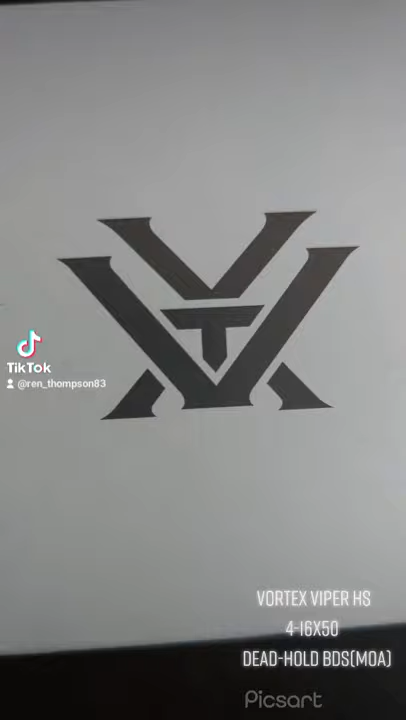 TikTok
@ren_thompson83
VORTEX VIPER HS
4-16X50
DEAD-HOLD BDS(MOA)
Picsart